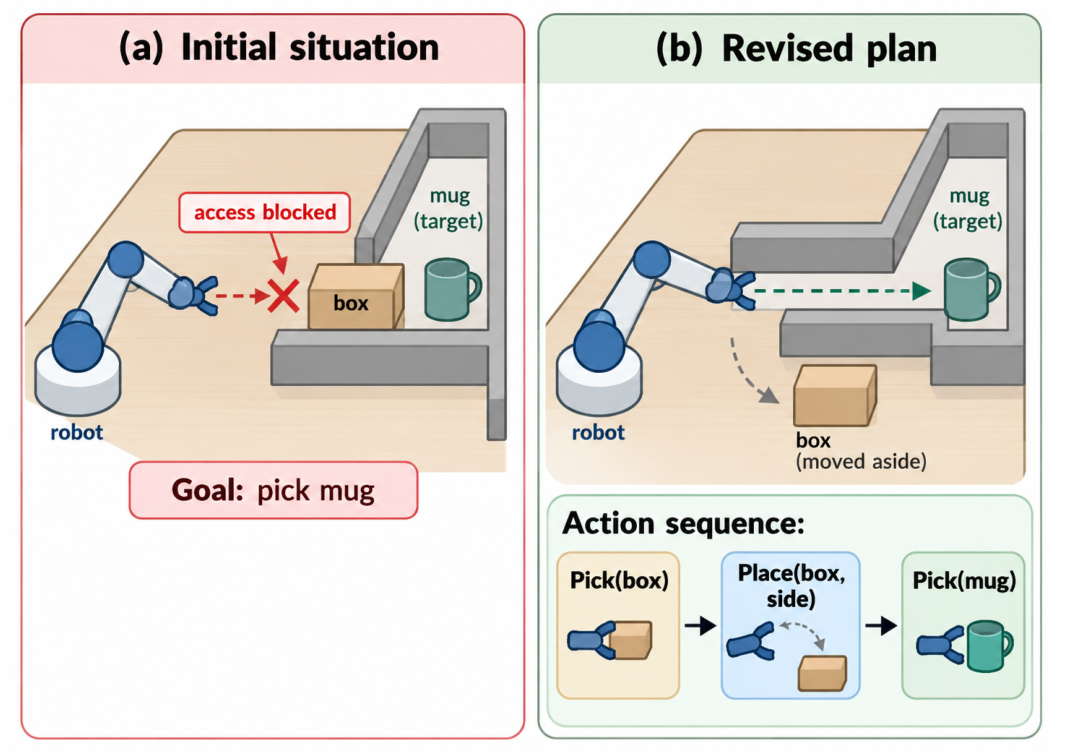 (a) Initial situation
access blocked
mug
(target)
box
robot
Goal: pick mug
(b) Revised plan
mug
(target)
robot
box
(moved aside)
Action sequence:
Pick(box)
Place(box,
side)
Pick(mug)